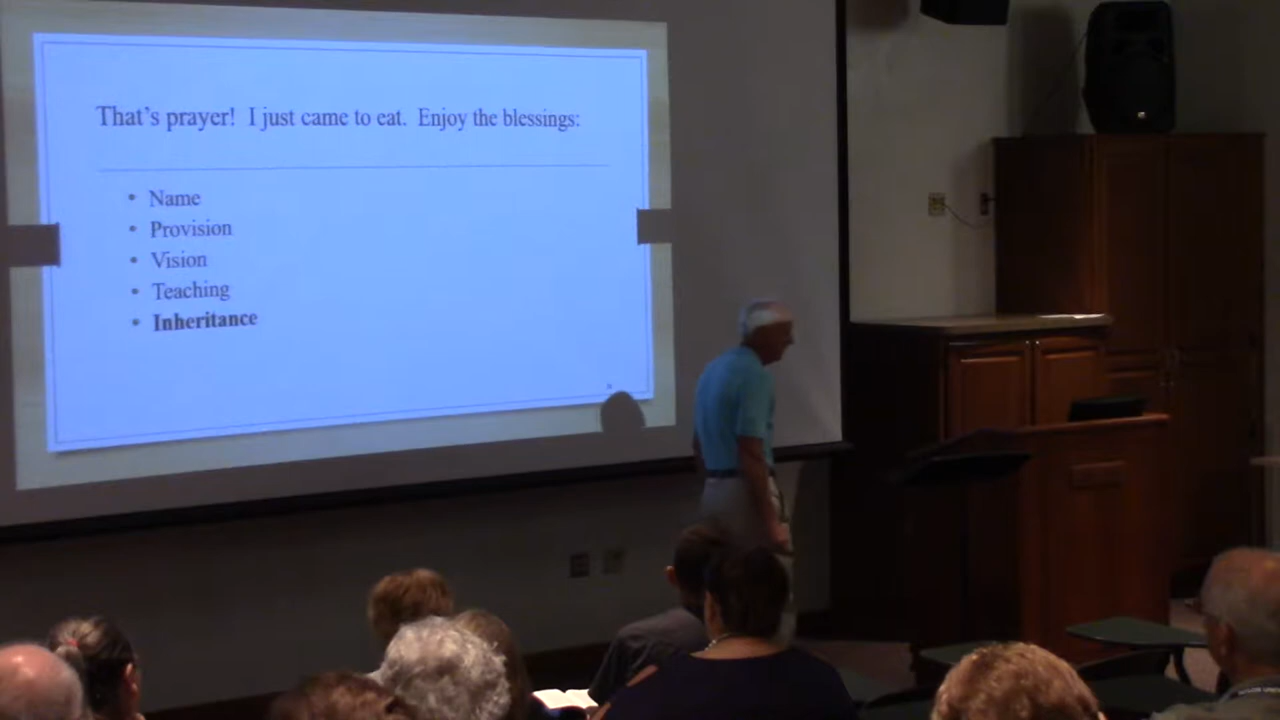 That's prayer!  I just came to eat.  Enjoy the blessings:
• Name
• Provision
• Vision
• Teaching
• Inheritance